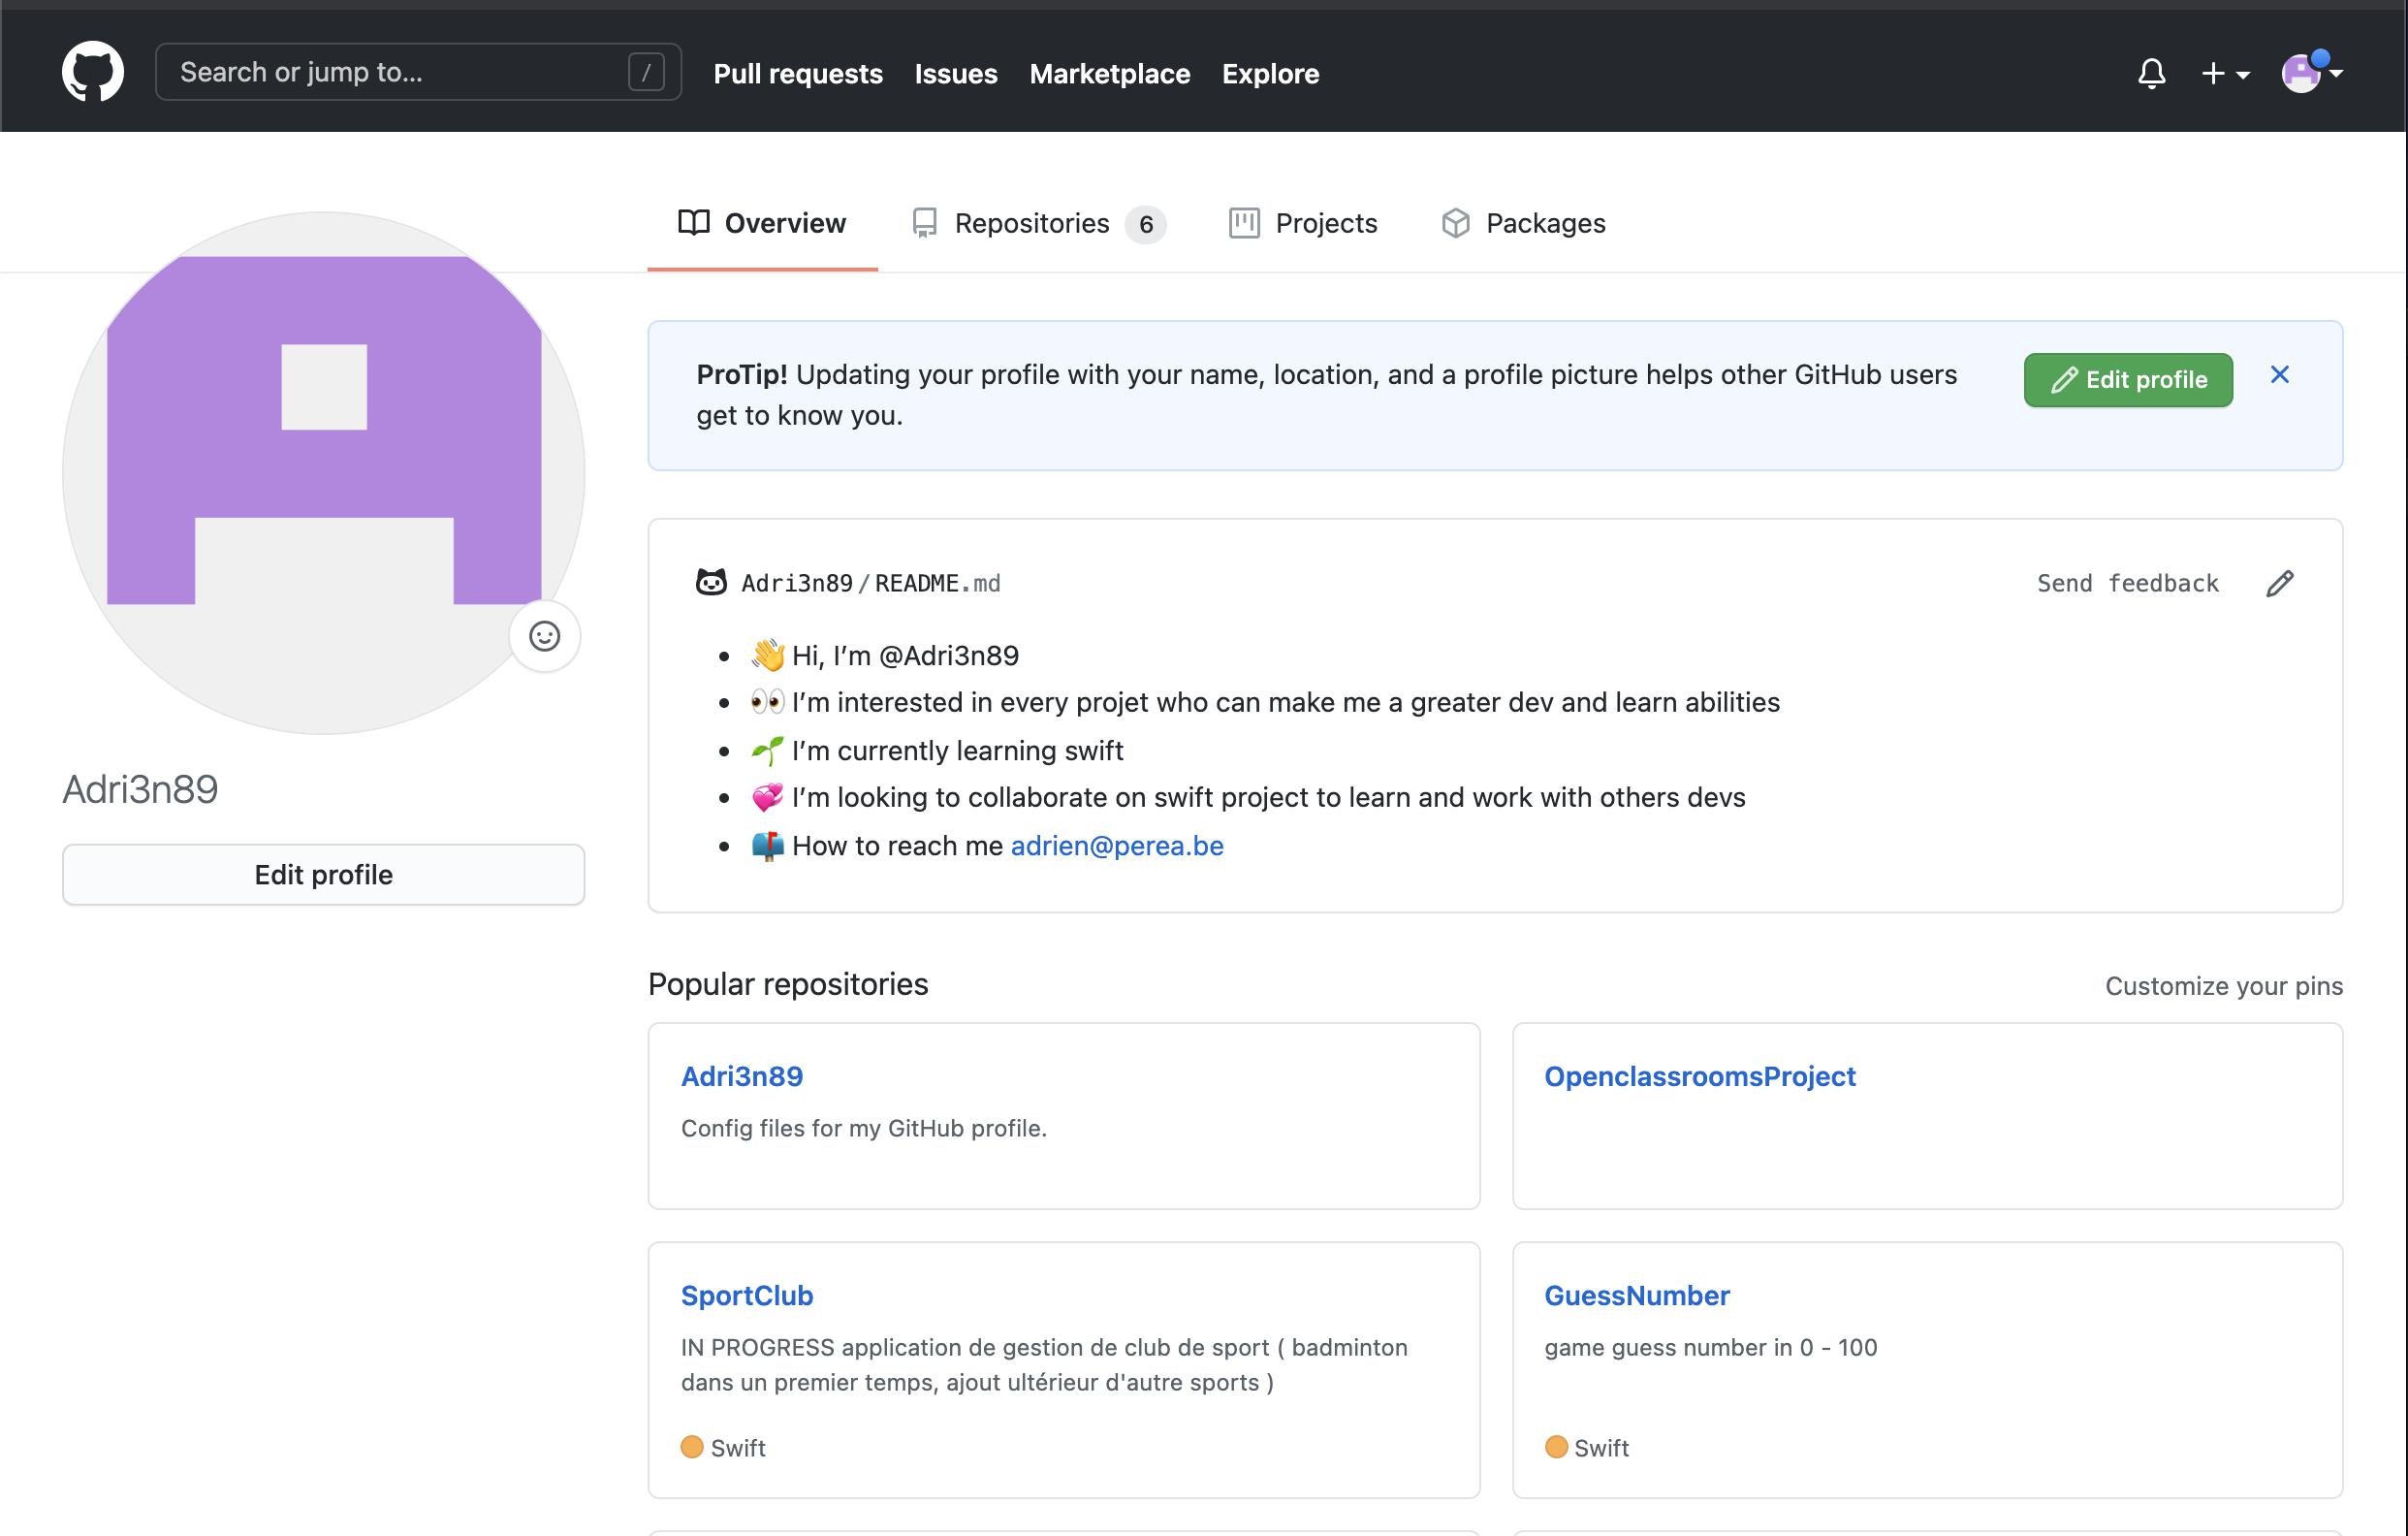 Search or jump to...
/
Pull requests
Issues
Marketplace
Explore
Overview
Repositories 6
Projects
Packages
ProTip! Updating your profile with your name, location, and a profile picture helps other GitHub users
get to know you.
Edit profile
Adri3n89/README.md
Send feedback
👋 Hi, I’m @Adri3n89
👀 I’m interested in every projet who can make me a greater dev and learn abilities
🌱 I’m currently learning swift
💞️ I’m looking to collaborate on swift project to learn and work with others devs
📫 How to reach me adrien@perea.be
Adri3n89
Edit profile
Popular repositories
Customize your pins
Adri3n89
Config files for my GitHub profile.
OpenclassroomsProject
SportClub
IN PROGRESS application de gestion de club de sport ( badminton
dans un premier temps, ajout ultérieur d'autre sports )
Swift
GuessNumber
game guess number in 0 - 100
Swift